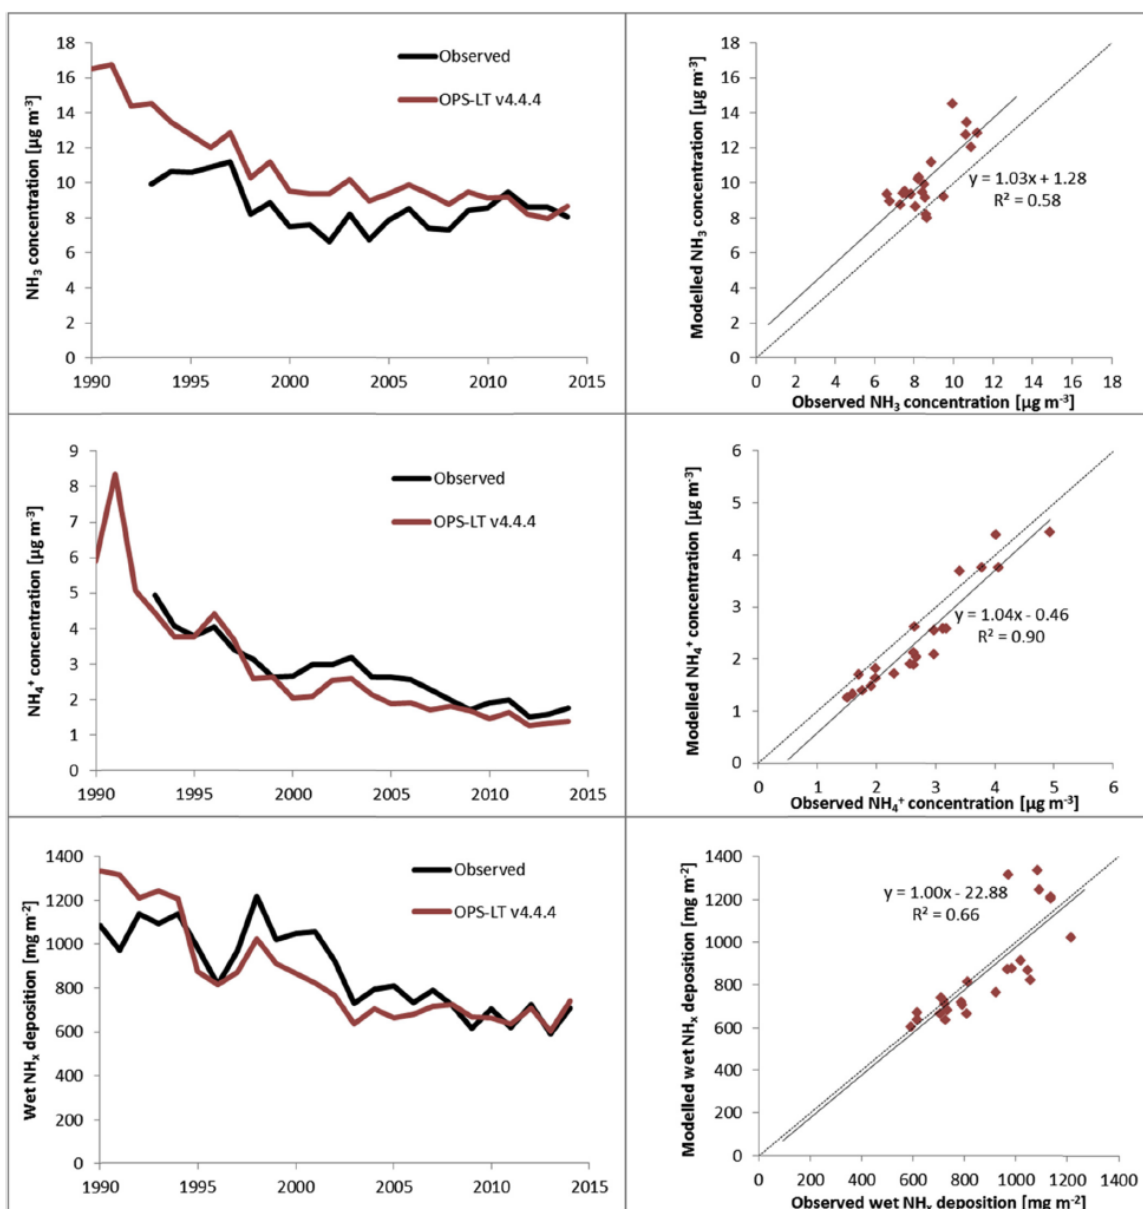 NH₃ concentration [µg m⁻³]
18
16
14
12
10
8
6
4
2
0
1990 1995 2000 2005 2010 2015
Observed
OPS-LT v4.4.4
Modelled NH₃ concentration [µg m⁻³]
18
16
14
12
10
8
6
4
2
0
y = 1.03x + 1.28
R² = 0.58
0 2 4 6 8 10 12 14 16 18
Observed NH₃ concentration [µg m⁻³]
NH₄⁺ concentration [µg m⁻³]
9
8
7
6
5
4
3
2
1
0
1990 1995 2000 2005 2010 2015
Observed
OPS-LT v4.4.4
Modelled NH₄⁺ concentration [µg m⁻³]
6
5
4
3
2
1
0
y = 1.04x - 0.46
R² = 0.90
0 1 2 3 4 5 6
Observed NH₄⁺ concentration [µg m⁻³]
Wet NHₓ deposition [mg m⁻²]
1400
1200
1000
800
600
400
200
0
1990 1995 2000 2005 2010 2015
Observed
OPS-LT v4.4.4
Modelled wet NHₓ deposition [mg m⁻²]
1400
1200
1000
800
600
400
200
0
y = 1.00x - 22.88
R² = 0.66
0 200 400 600 800 1000 1200 1400
Observed wet NHₓ deposition [mg m⁻²]